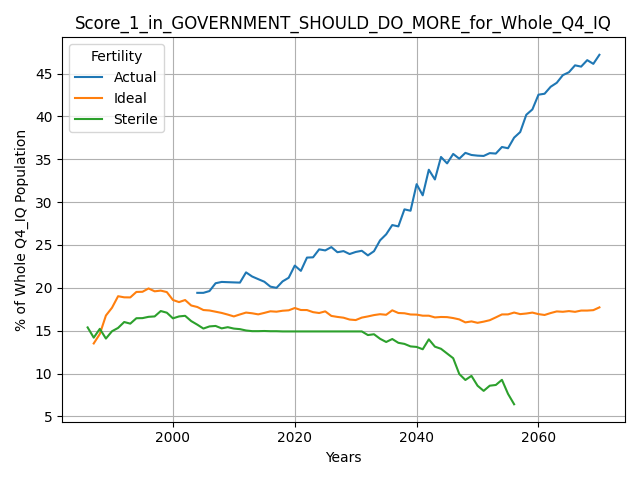 Score_1_in_GOVERNMENT_SHOULD_DO_MORE_for_Whole_Q4_IQ
Fertility
Actual
Ideal
Sterile
% of Whole Q4_IQ Population
45
40
35
30
25
20
15
10
5
2000 2020 2040 2060
Years